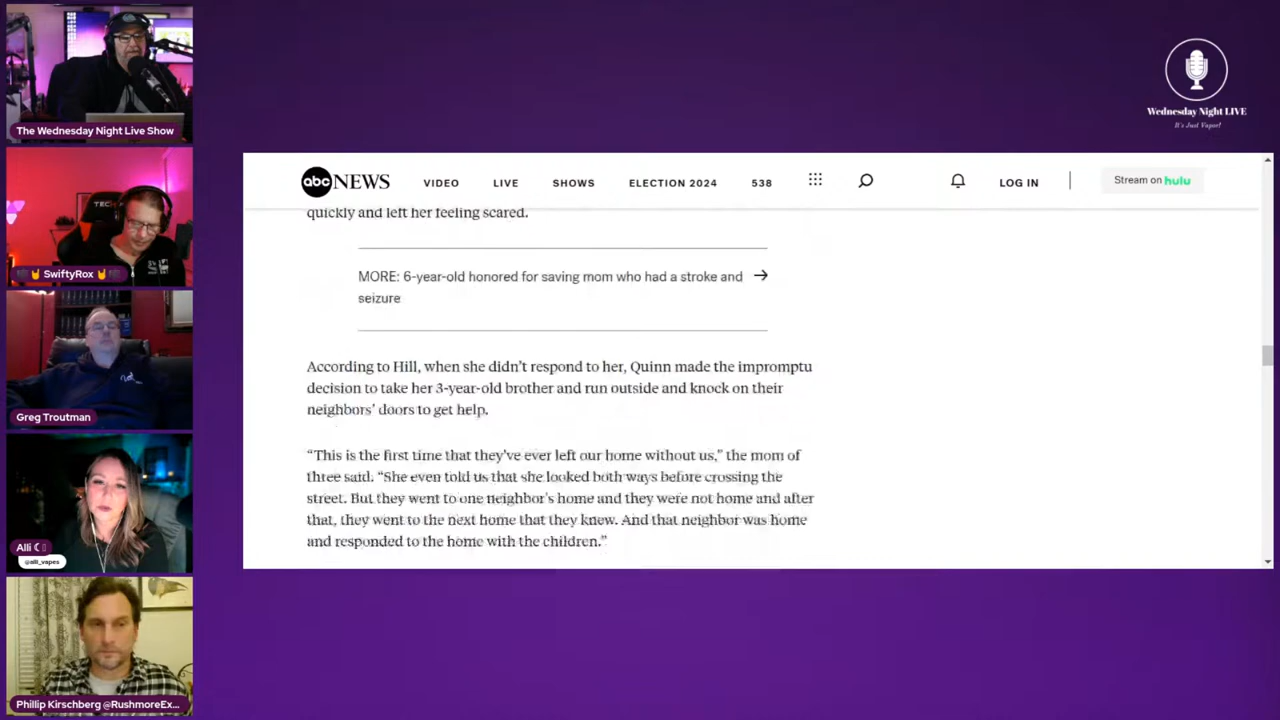 The Wednesday Night Live Show
SwiftyRox
Greg Troutman
Alli
@alli_vapes
Phillip Kirschberg @RushmoreEx...
Wednesday Night LIVE
It's Just Vapor!
abc NEWS VIDEO LIVE SHOWS ELECTION 2024 538 LOG IN Stream on hulu
quickly and left her feeling scared.
MORE: 6-year-old honored for saving mom who had a stroke and
seizure
According to Hill, when she didn't respond to her, Quinn made the impromptu
decision to take her 3-year-old brother and run outside and knock on their
neighbors' doors to get help.
“This is the first time that they've ever left our home without us,” the mom of
three said. “She even told us that she looked both ways before crossing the
street. But they went to one neighbor's home and they were not home and after
that, they went to the next home that they knew. And that neighbor was home
and responded to the home with the children.”